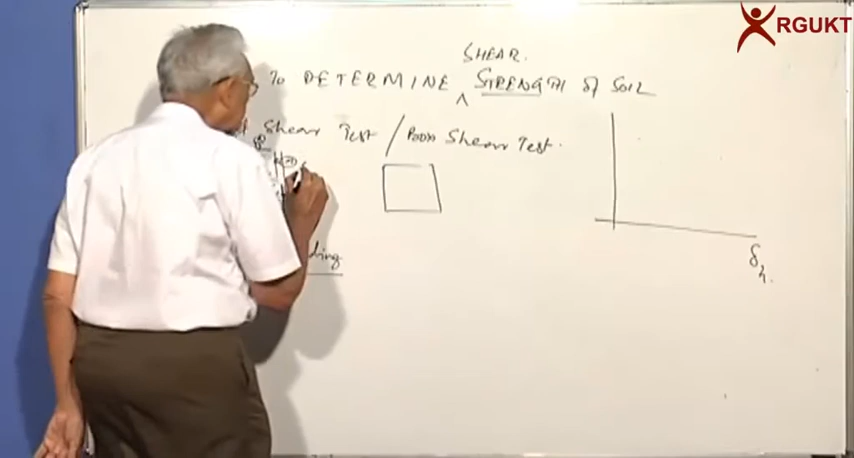 RGUKT
SHEAR.
To DETERMINE ^ STRENGTH of SOIL
Shear Test / Box Shear Test.
δh.